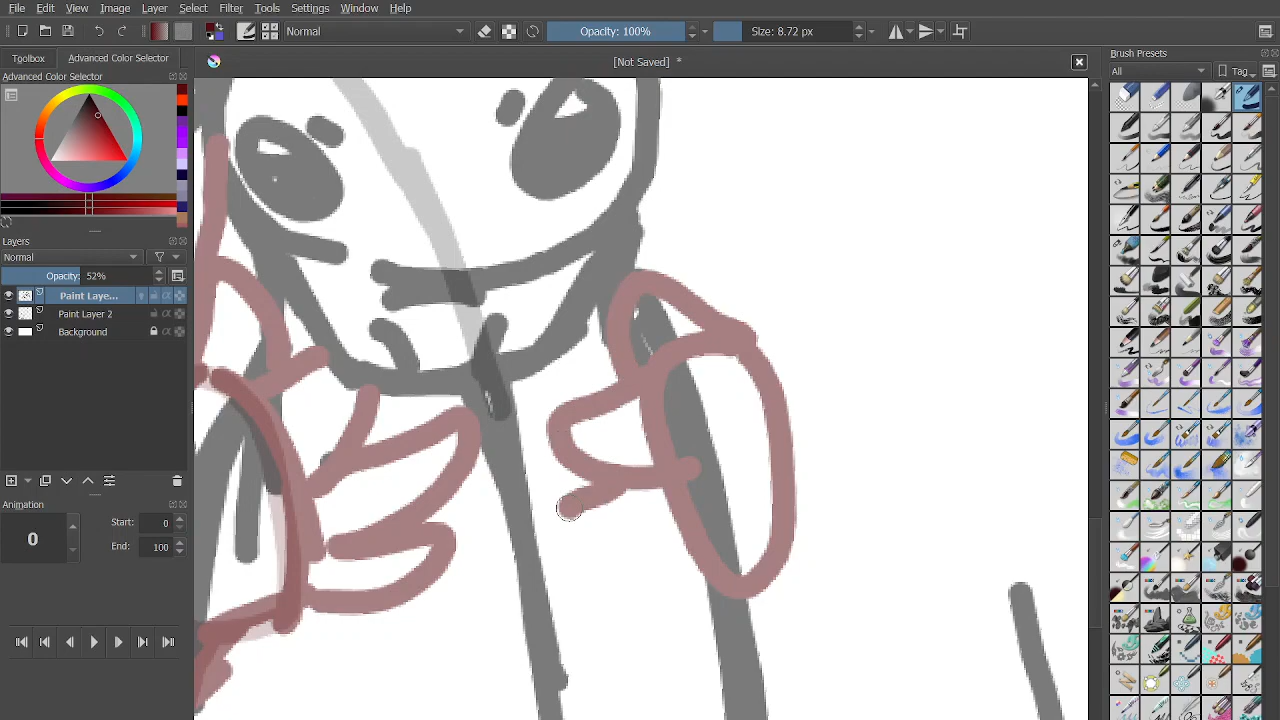 File Edit View Image Layer Select Filter Tools Settings Window Help
Normal Opacity: 100% Size: 8.72 px
Toolbox Advanced Color Selector [Not Saved] * Brush Presets
Advanced Color Selector All Tag
Layers
Normal
Opacity: 52%
Paint Laye...
Paint Layer 2
Background
Animation
0 Start: 0
End: 100